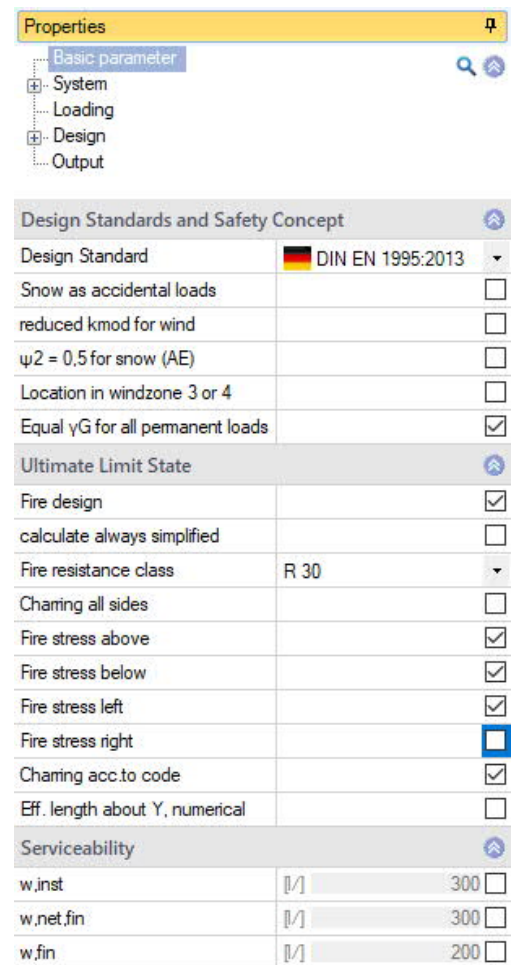 Properties
Basic parameter
System
Loading
Design
Output
Design Standards and Safety Concept
Design Standard DIN EN 1995:2013
Snow as accidental loads
reduced kmod for wind
ψ2 = 0,5 for snow (AE)
Location in windzone 3 or 4
Equal γG for all permanent loads
Ultimate Limit State
Fire design
calculate always simplified
Fire resistance class R 30
Charring all sides
Fire stress above
Fire stress below
Fire stress left
Fire stress right
Charring acc.to code
Eff. length about Y, numerical
Serviceability
w,inst [l/] 300
w,net,fin [l/] 300
w,fin [l/] 200